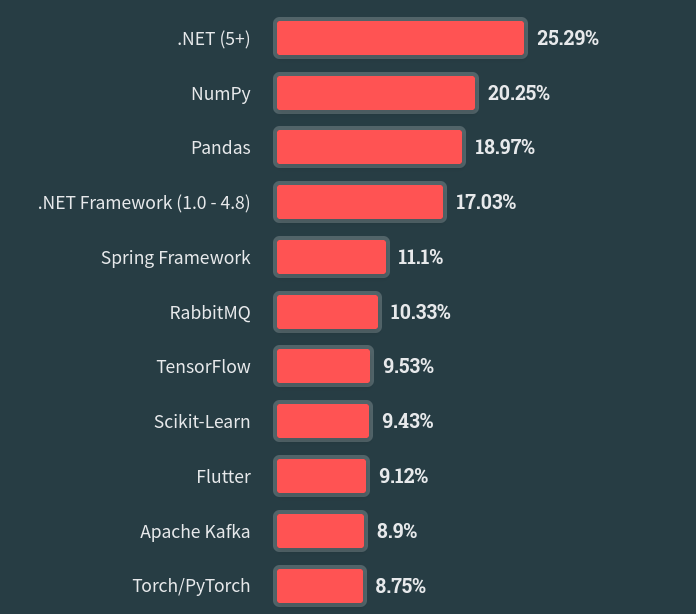 .NET (5+) 25.29%
NumPy 20.25%
Pandas 18.97%
.NET Framework (1.0 - 4.8) 17.03%
Spring Framework 11.1%
RabbitMQ 10.33%
TensorFlow 9.53%
Scikit-Learn 9.43%
Flutter 9.12%
Apache Kafka 8.9%
Torch/PyTorch 8.75%